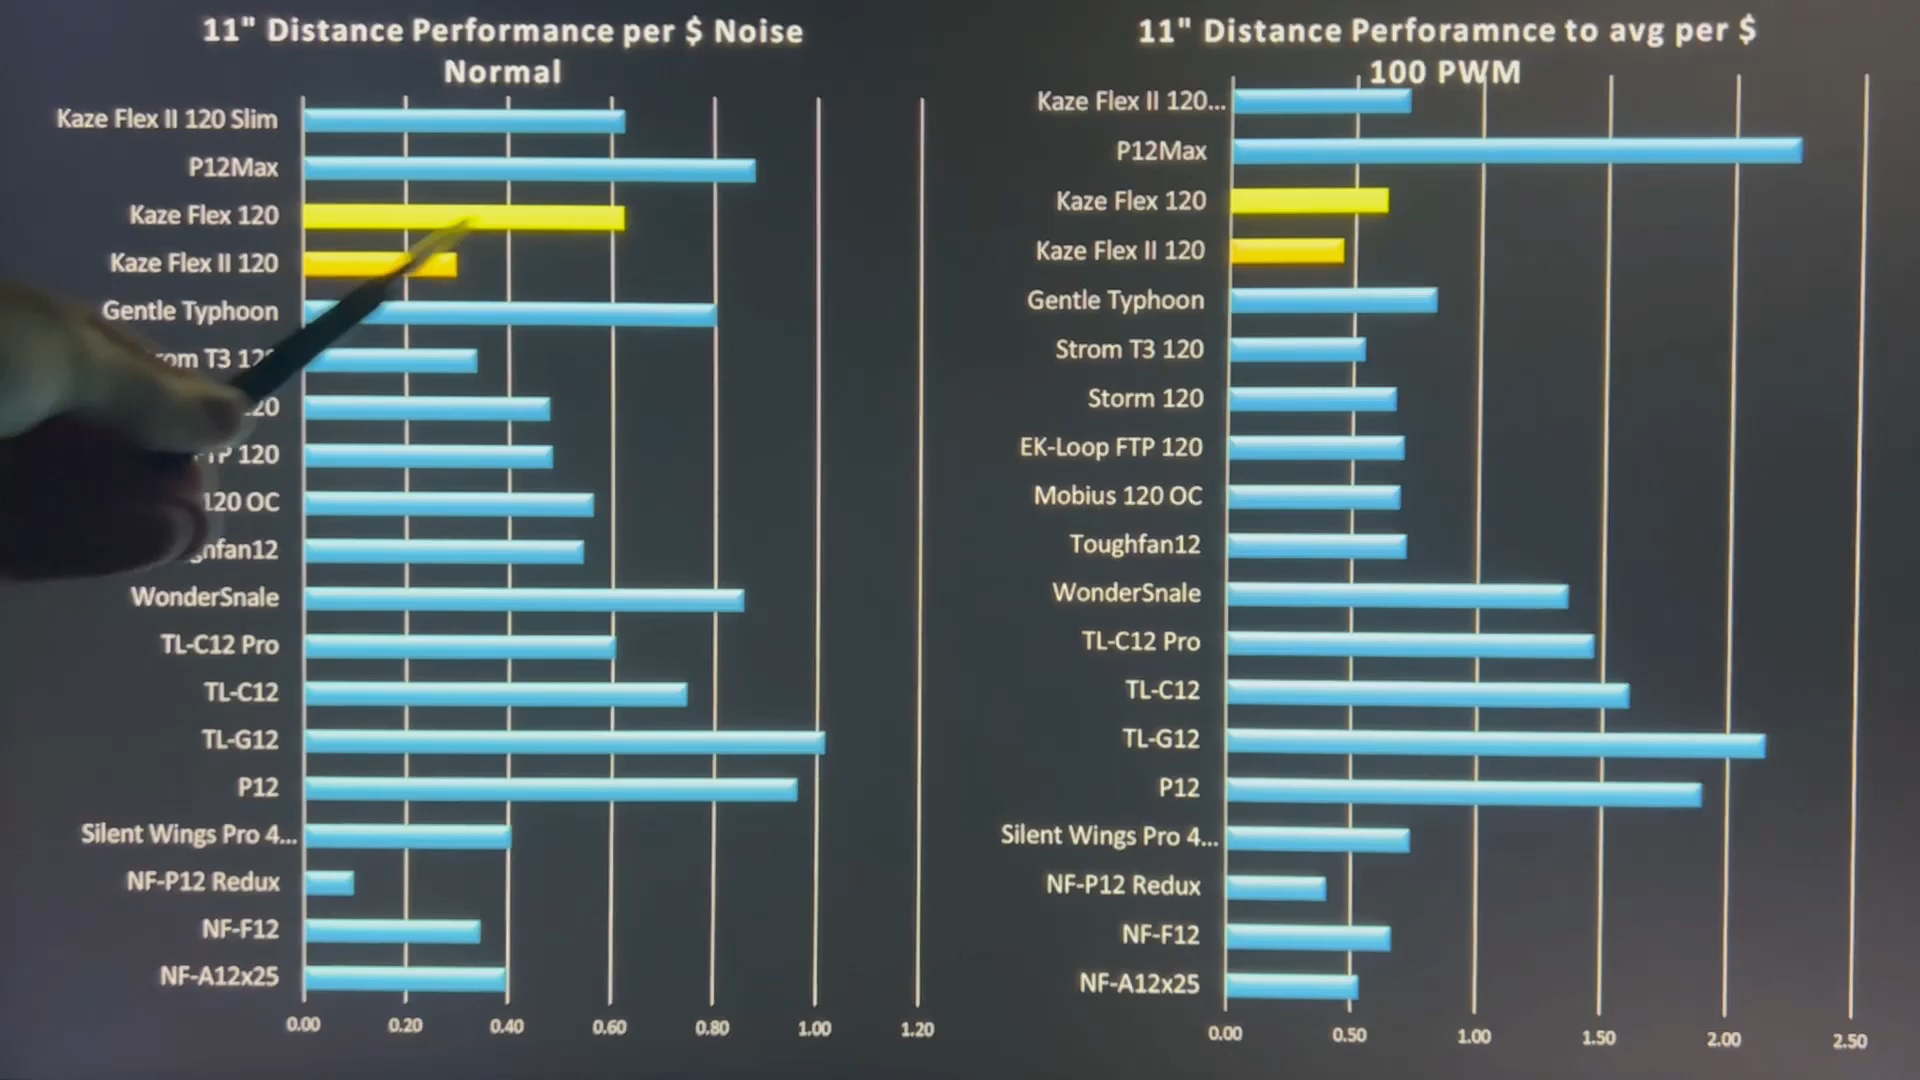 11" Distance Performance per $ Noise
Normal
Kaze Flex II 120 Slim
P12Max
Kaze Flex 120
Kaze Flex II 120
Gentle Typhoon
T3
120
120 OC
WonderSnale
TL-C12 Pro
TL-C12
TL-G12
P12
Silent Wings Pro 4...
NF-P12 Redux
NF-F12
NF-A12x25
0.00 0.20 0.40 0.60 0.80 1.00 1.20
11" Distance Perforamnce to avg per $
100 PWM
Kaze Flex II 120...
P12Max
Kaze Flex 120
Kaze Flex II 120
Gentle Typhoon
Strom T3 120
Storm 120
EK-Loop FTP 120
Mobius 120 OC
Toughfan12
WonderSnale
TL-C12 Pro
TL-C12
TL-G12
P12
Silent Wings Pro 4...
NF-P12 Redux
NF-F12
NF-A12x25
0.00 0.50 1.00 1.50 2.00 2.50